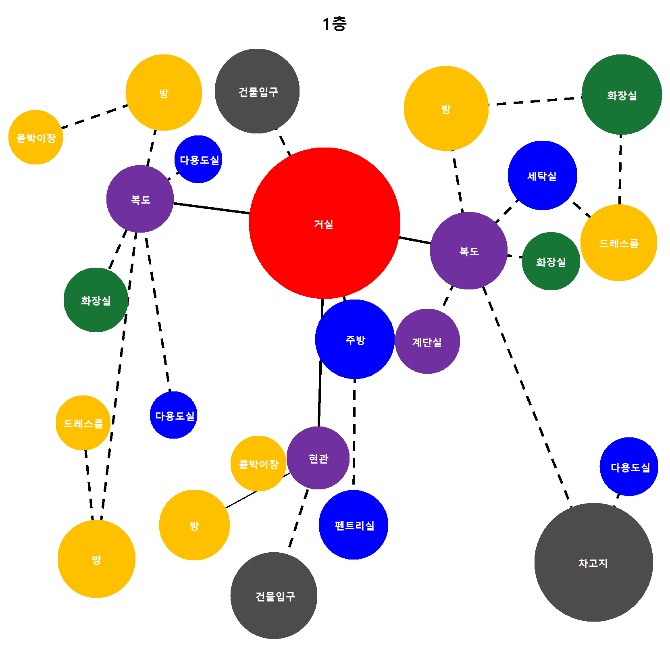 1층
방
건물입구
화장실
방
붙박이장
다용도실
세탁실
복도
거실
복도
드레스룸
화장실
화장실
주방
계단실
드레스룸
다용도실
현관
붙박이장
다용도실
방
펜트리실
방
차고지
건물입구